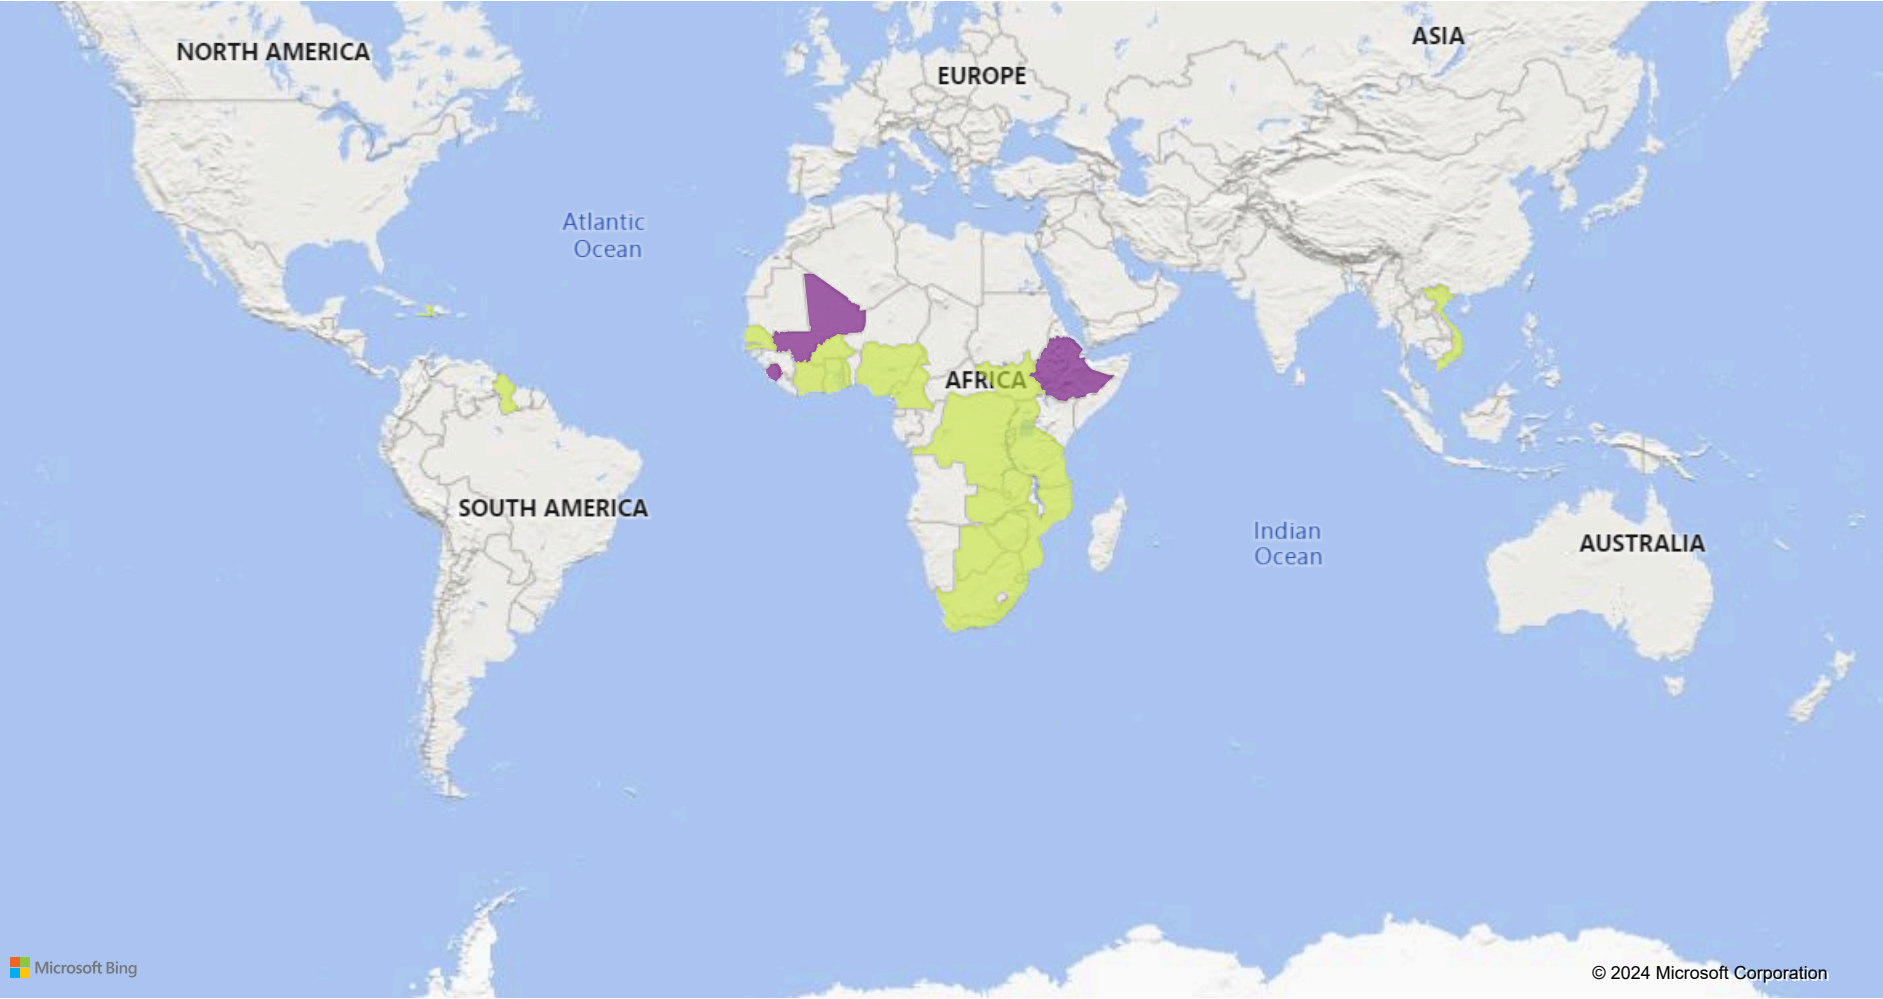 ASIA
NORTH AMERICA
EUROPE
Atlantic
Ocean
AFRICA
SOUTH AMERICA
Indian
Ocean
AUSTRALIA
Microsoft Bing
© 2024 Microsoft Corporation